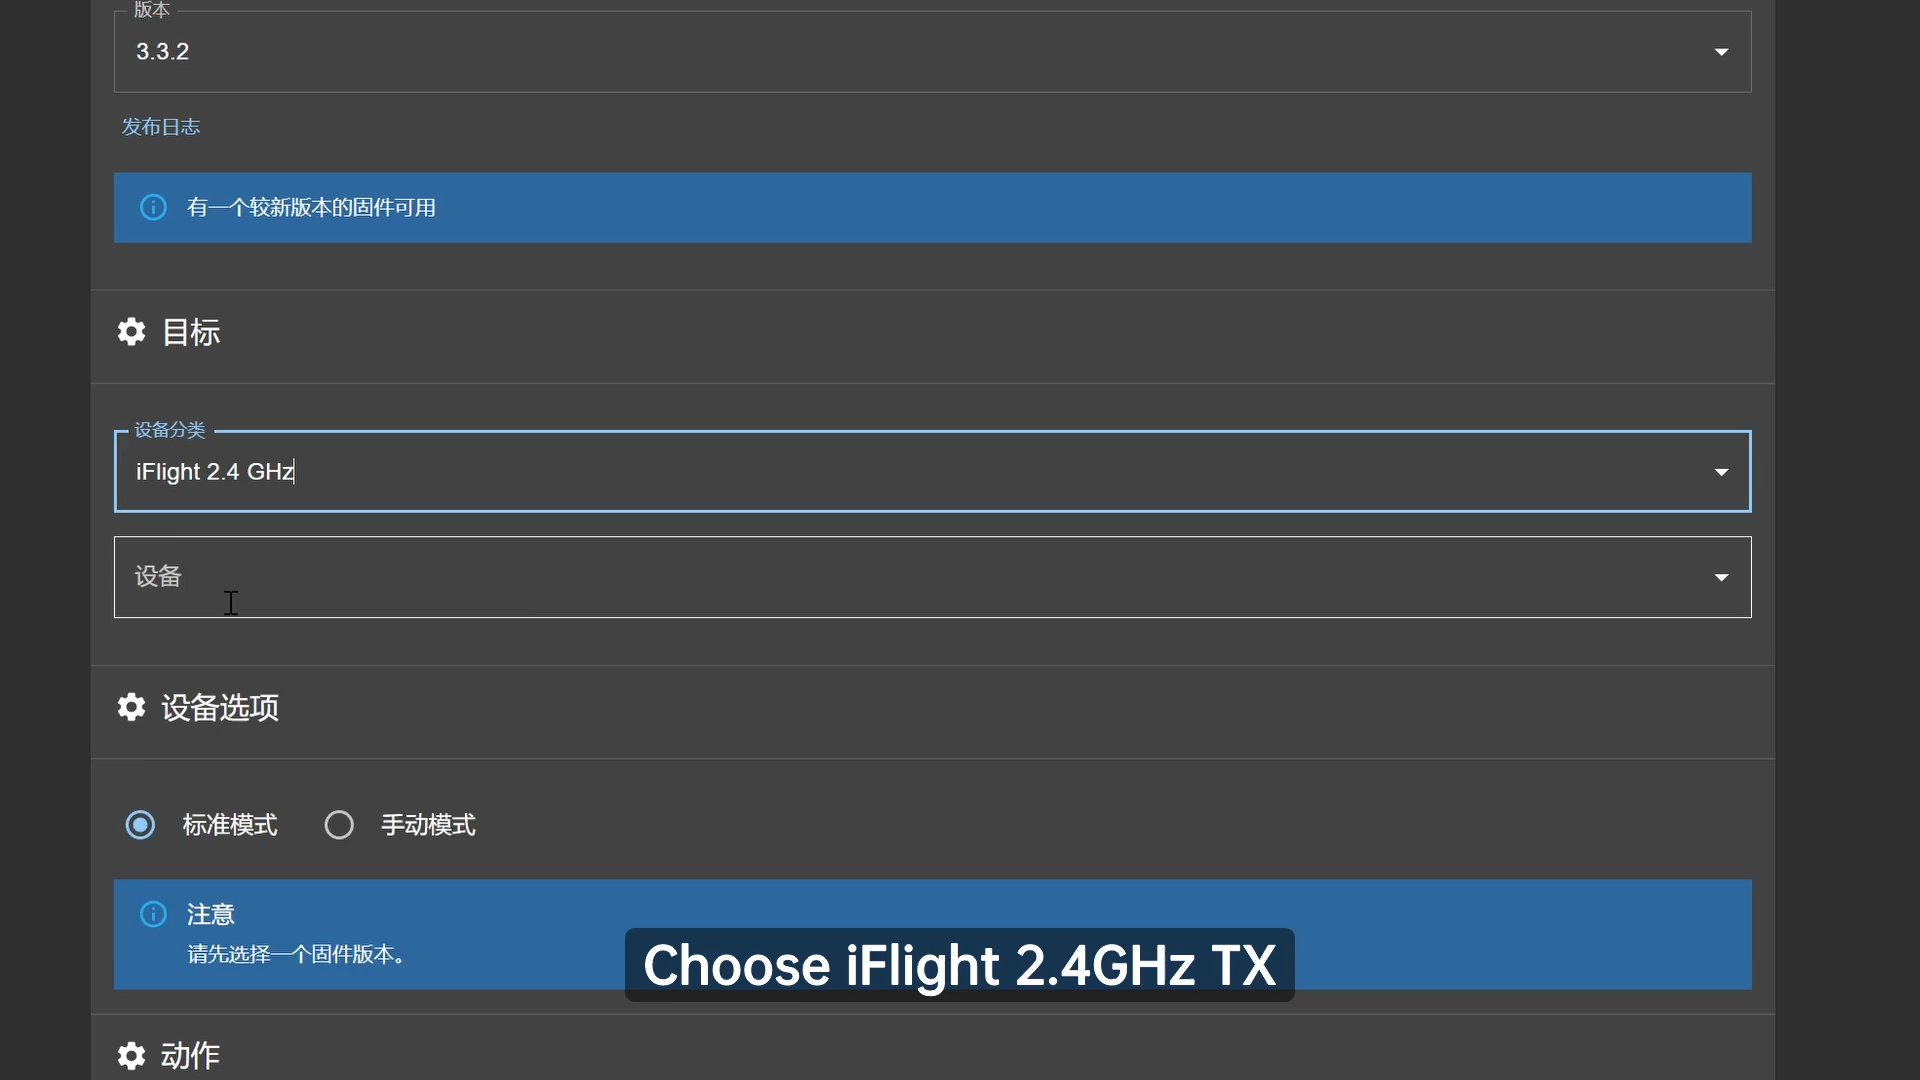 版本
3.3.2
发布日志
有一个较新版本的固件可用
目标
设备分类
iFlight 2.4 GHz
设备
设备选项
标准模式 手动模式
注意
请先选择一个固件版本。
Choose iFlight 2.4GHz TX
动作